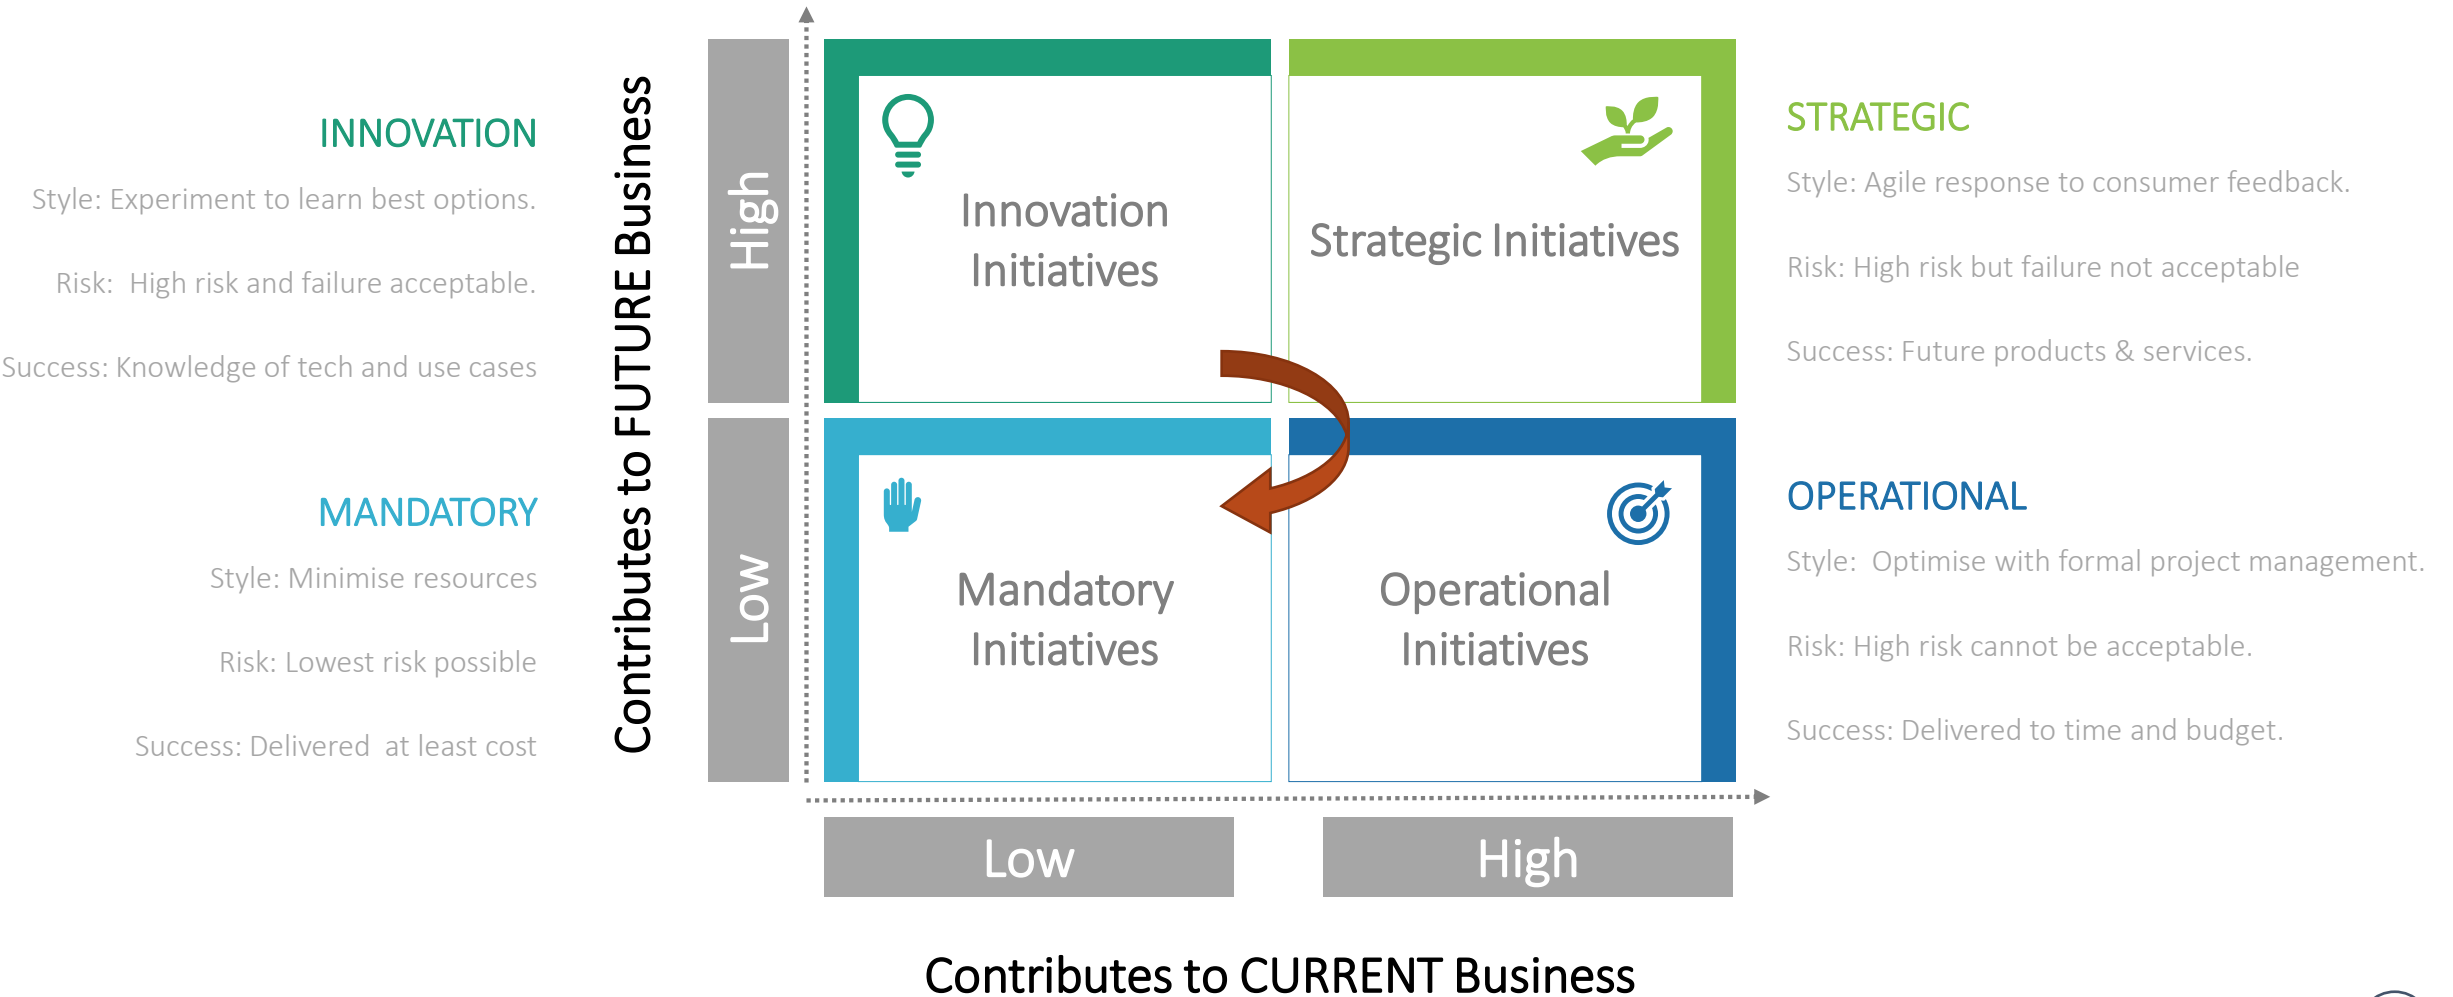 INNOVATION
Style: Experiment to learn best options.
Risk:  High risk and failure acceptable.
Success: Knowledge of tech and use cases
MANDATORY
Style: Minimise resources
Risk: Lowest risk possible
Success: Delivered  at least cost
Contributes to FUTURE Business
High
Low
Innovation
Initiatives
Strategic Initiatives
Mandatory
Initiatives
Operational
Initiatives
STRATEGIC
Style: Agile response to consumer feedback.
Risk: High risk but failure not acceptable
Success: Future products & services.
OPERATIONAL
Style:  Optimise with formal project management.
Risk: High risk cannot be acceptable.
Success: Delivered to time and budget.
Low
High
Contributes to CURRENT Business